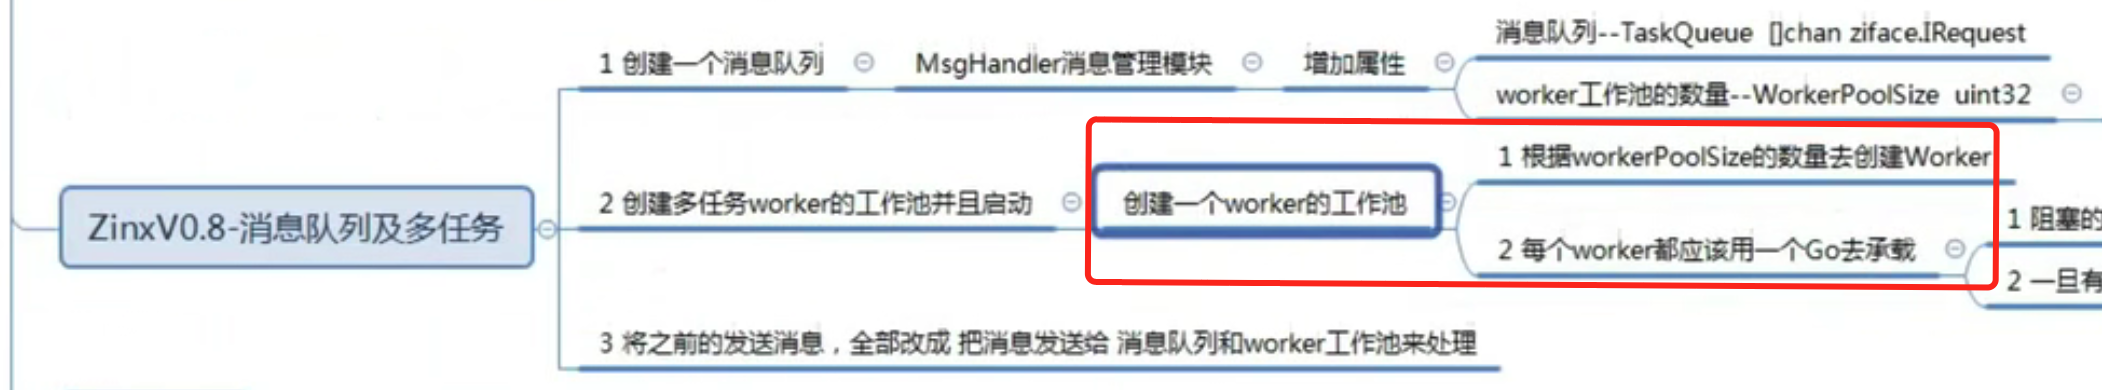 ZinxV0.8-消息队列及多任务
1 创建一个消息队列
MsgHandler消息管理模块
增加属性
消息队列--TaskQueue []chan ziface.IRequest
worker工作池的数量--WorkerPoolSize uint32
2 创建多任务worker的工作池并且启动
创建一个worker的工作池
1 根据workerPoolSize的数量去创建Worker
2 每个worker都应该用一个Go去承载
1 阻塞的
2 一旦有
3 将之前的发送消息，全部改成 把消息发送给 消息队列和worker工作池来处理